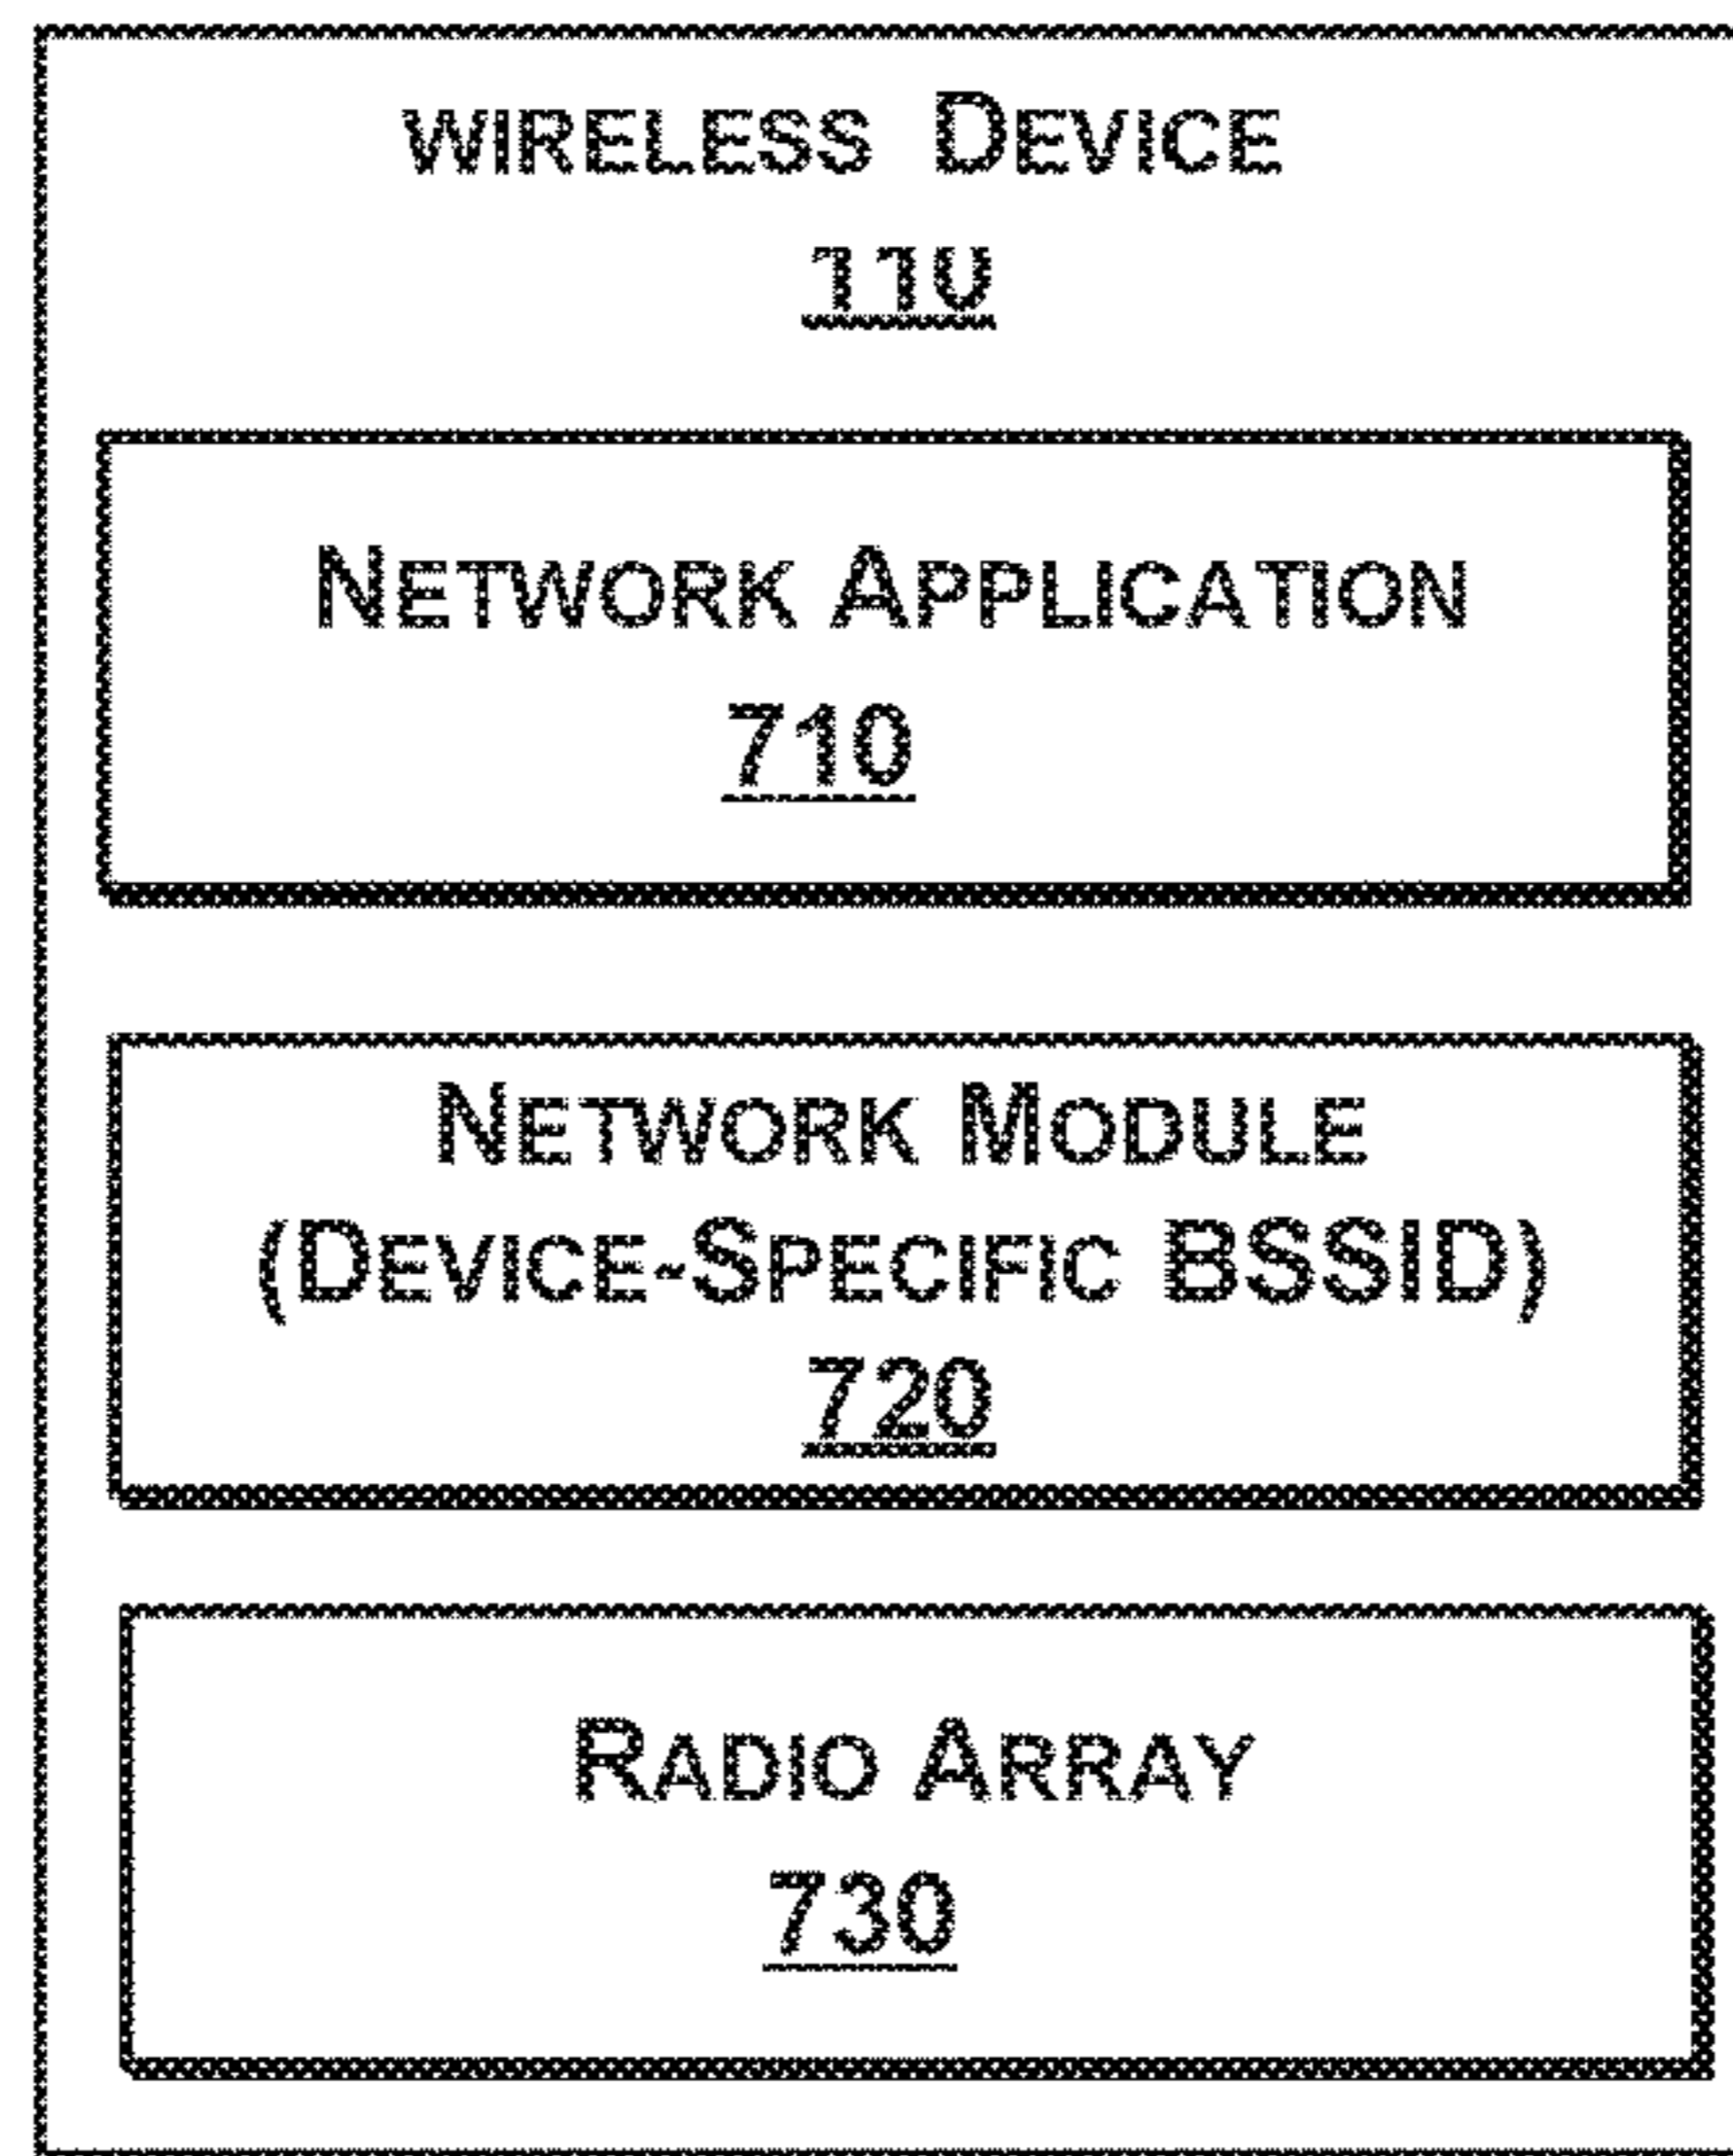 WIRELESS DEVICE
110
NETWORK APPLICATION
710
NETWORK MODULE
(DEVICE-SPECIFIC BSSID)
720
RADIO ARRAY
730